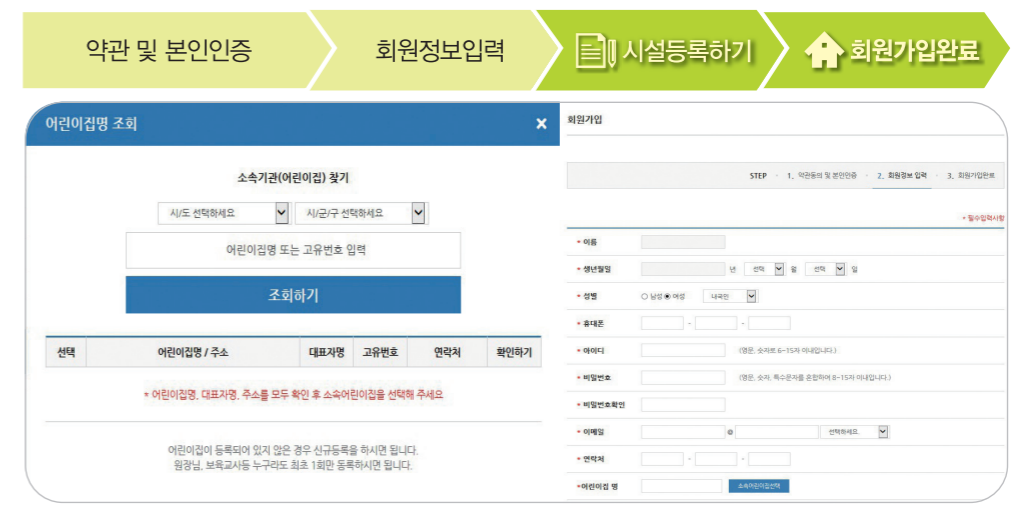 약관 및 본인인증
회원정보입력
시설등록하기
회원가입완료
어린이집명 조회
×
소속기관(어린이집) 찾기
시/도 선택하세요
시/군/구 선택하세요
어린이집명 또는 고유번호 입력
조회하기
선택 어린이집명 / 주소 대표자명 고유번호 연락처 확인하기
* 어린이집명, 대표자명, 주소를 모두 확인 후 소속어린이집을 선택해 주세요
어린이집이 등록되어 있지 않은 경우 신규등록을 하시면 됩니다.
원장님, 보육교사등 누구라도 최초 1회만 등록하시면 됩니다.
회원가입
STEP · 1. 약관동의 및 본인인증 · 2. 회원정보 입력 · 3. 회원가입완료
* 필수입력사항
* 이름
* 생년월일 년 선택 월 선택 일
* 성별 남성 여성 내국인
* 휴대폰 - -
* 아이디 (영문, 숫자로 6~15자 이내입니다.)
* 비밀번호 (영문, 숫자, 특수문자를 혼합하여 8~15자 이내입니다.)
* 비밀번호확인
* 이메일 @ 선택하세요.
* 연락처 - -
*어린이집 명 소속어린이집선택